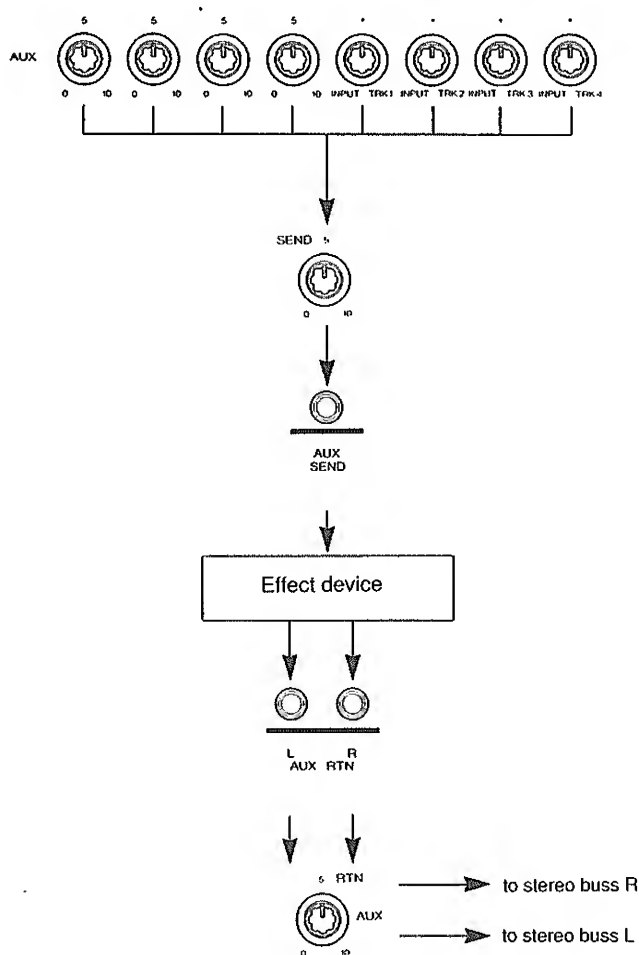 5 5 5 5
AUX
0 10 0 10 0 10 0 10 INPUT TRK1 INPUT TRK2 INPUT TRK3 INPUT TRK4
SEND 5
0 10
AUX
SEND
Effect device
L R
AUX RTN
5 RTN
to stereo buss R
AUX
to stereo buss L
0 10